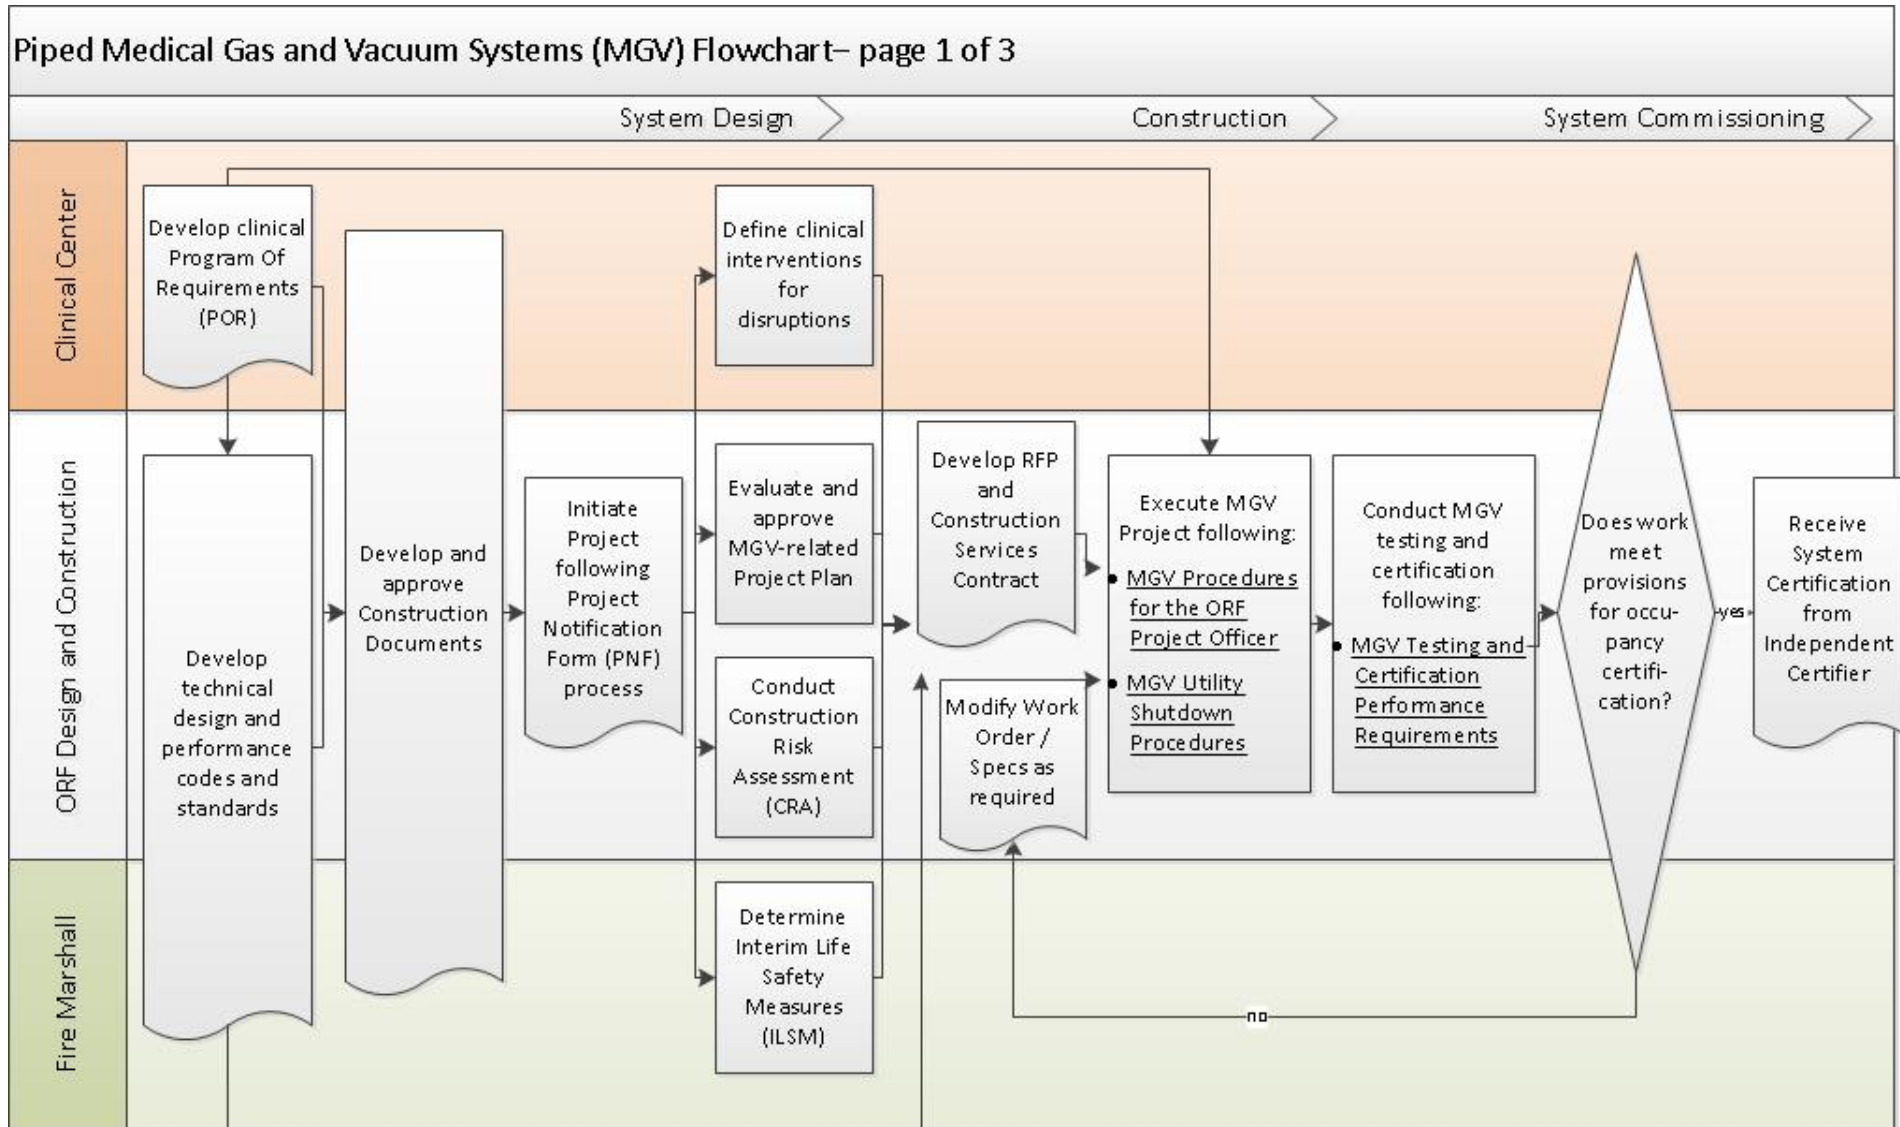 Piped Medical Gas and Vacuum Systems (MGV) Flowchart– page 1 of 3
System Design
Construction
System Commissioning
Clinical Center
Develop clinical
Program Of
Requirements
(POR)
Define clinical
interventions
for
disruptions
ORF Design and Construction
Develop
technical
design and
performance
codes and
standards
Develop and
approve
Construction
Documents
Initiate
Project
following
Project
Notification
Form (PNF)
process
Evaluate and
approve
MGV-related
Project Plan
Conduct
Construction
Risk
Assessment
(CRA)
Develop RFP
and
Construction
Services
Contract
Modify Work
Order /
Specs as
required
Execute MGV
Project following:
• MGV Procedures
for the ORF
Project Officer
• MGV Utility
Shutdown
Procedures
Conduct MGV
testing and
certification
following:
• MGV Testing and
Certification
Performance
Requirements
Does work
meet
provisions
for occu-
pancy
certifi-
cation?
yes
Receive
System
Certification
from
Independent
Certifier
Fire Marshall
Determine
Interim Life
Safety
Measures
(ILSM)
no